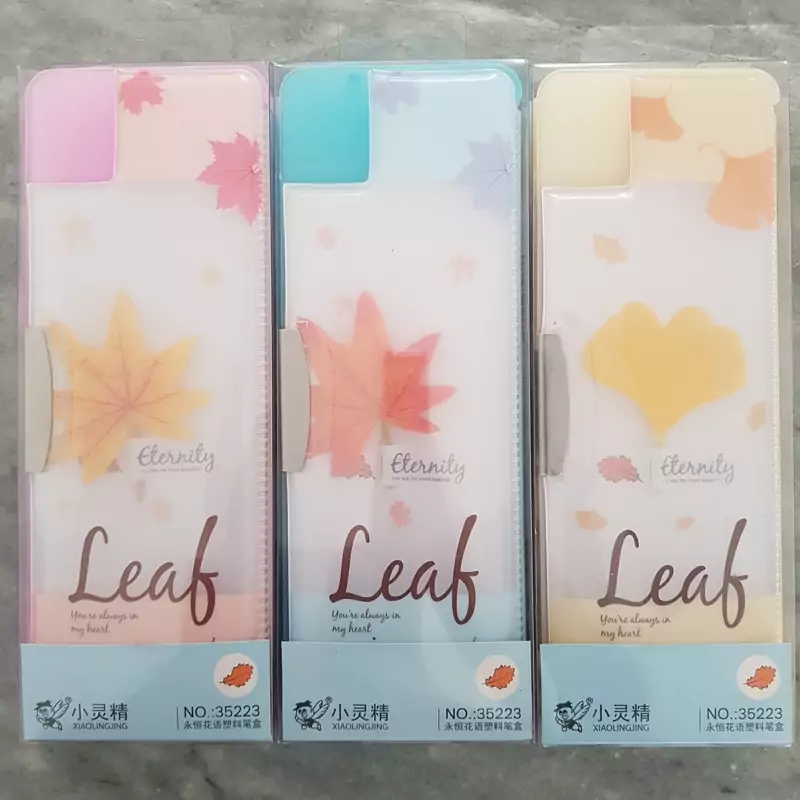 Eternity
Leaf
You're always in
my heart
小灵精
XIAOLINGJING
NO.:35223
永恒花语塑料笔盒
Eternity
Leaf
You're always in
my heart
小灵精
XIAOLINGJING
NO.:35223
永恒花语塑料笔盒
Eternity
Leaf
You're always in
my heart
小灵精
XIAOLINGJING
NO.:35223
永恒花语塑料笔盒